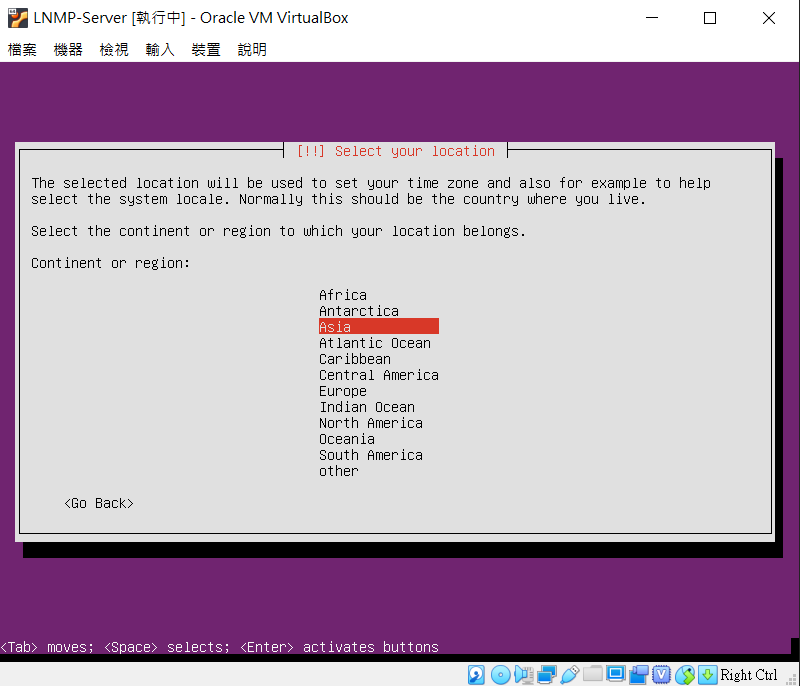 LNMP-Server [執行中] - Oracle VM VirtualBox
檔案 機器 檢視 輸入 裝置 說明
[!!] Select your location
The selected location will be used to set your time zone and also for example to help
select the system locale. Normally this should be the country where you live.
Select the continent or region to which your location belongs.
Continent or region:
Africa
Antarctica
Asia
Atlantic Ocean
Caribbean
Central America
Europe
Indian Ocean
North America
Oceania
South America
other
<Go Back>
<Tab> moves; <Space> selects; <Enter> activates buttons
Right Ctrl